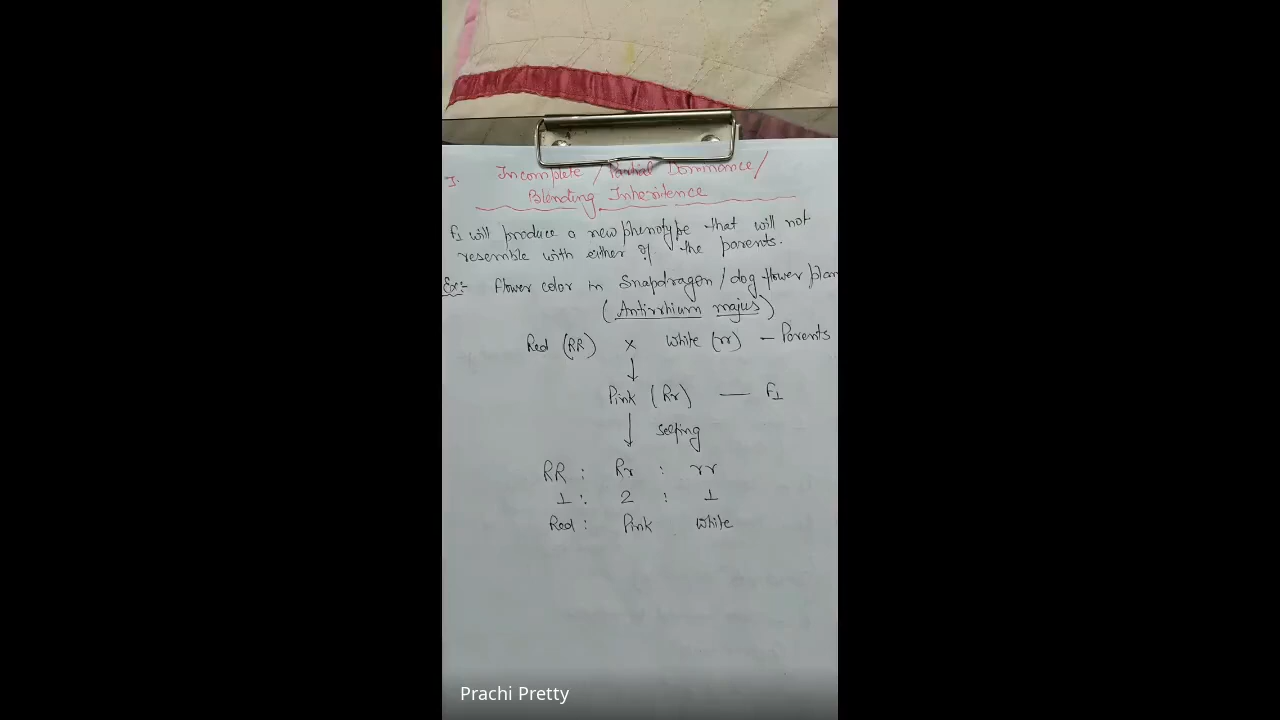 I. Incomplete / Partial Dominance /
Blending Inheritence
F1 will produce a new phenotype that will not
resemble with either of the parents.
Ex:- flower color in Snapdragon / dog flower plan
(Antirrhium majus)
Red (RR) x White (rr) — Parents
Pink (Rr) — F1
selfing
RR : Rr : rr
1 : 2 : 1
Red : Pink White
Prachi Pretty